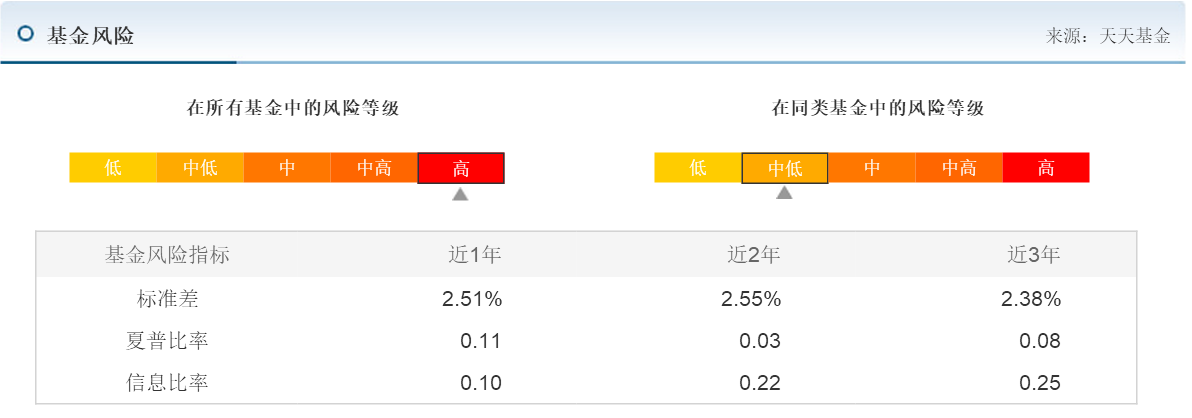 基金风险 来源：天天基金
在所有基金中的风险等级 在同类基金中的风险等级
低 中低 中 中高 高 低 中低 中 中高 高
基金风险指标 近1年 近2年 近3年
标准差 2.51% 2.55% 2.38%
夏普比率 0.11 0.03 0.08
信息比率 0.10 0.22 0.25